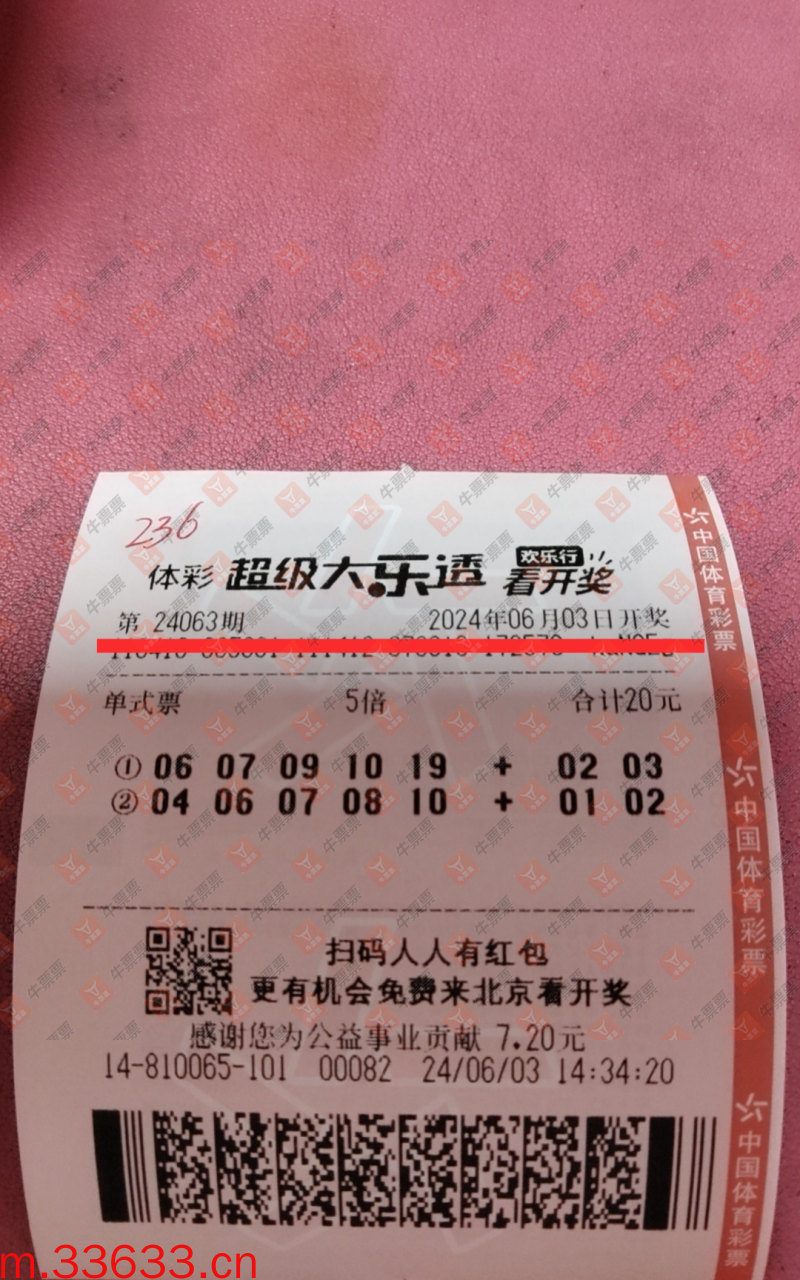 236
体彩 超级大乐透 欢乐行 看开奖
第 24063期 2024年06月03日开奖
单式票 5倍 合计20元
① 06 07 09 10 19 + 02 03
② 04 06 07 08 10 + 01 02
扫码人人有红包
更有机会免费来北京看开奖
感谢您为公益事业贡献 7.20元
14-810065-101 00082 24/06/03 14:34:20
中国体育彩票
中国体育彩票
中国体育彩票
牛票票
m.33633.cn